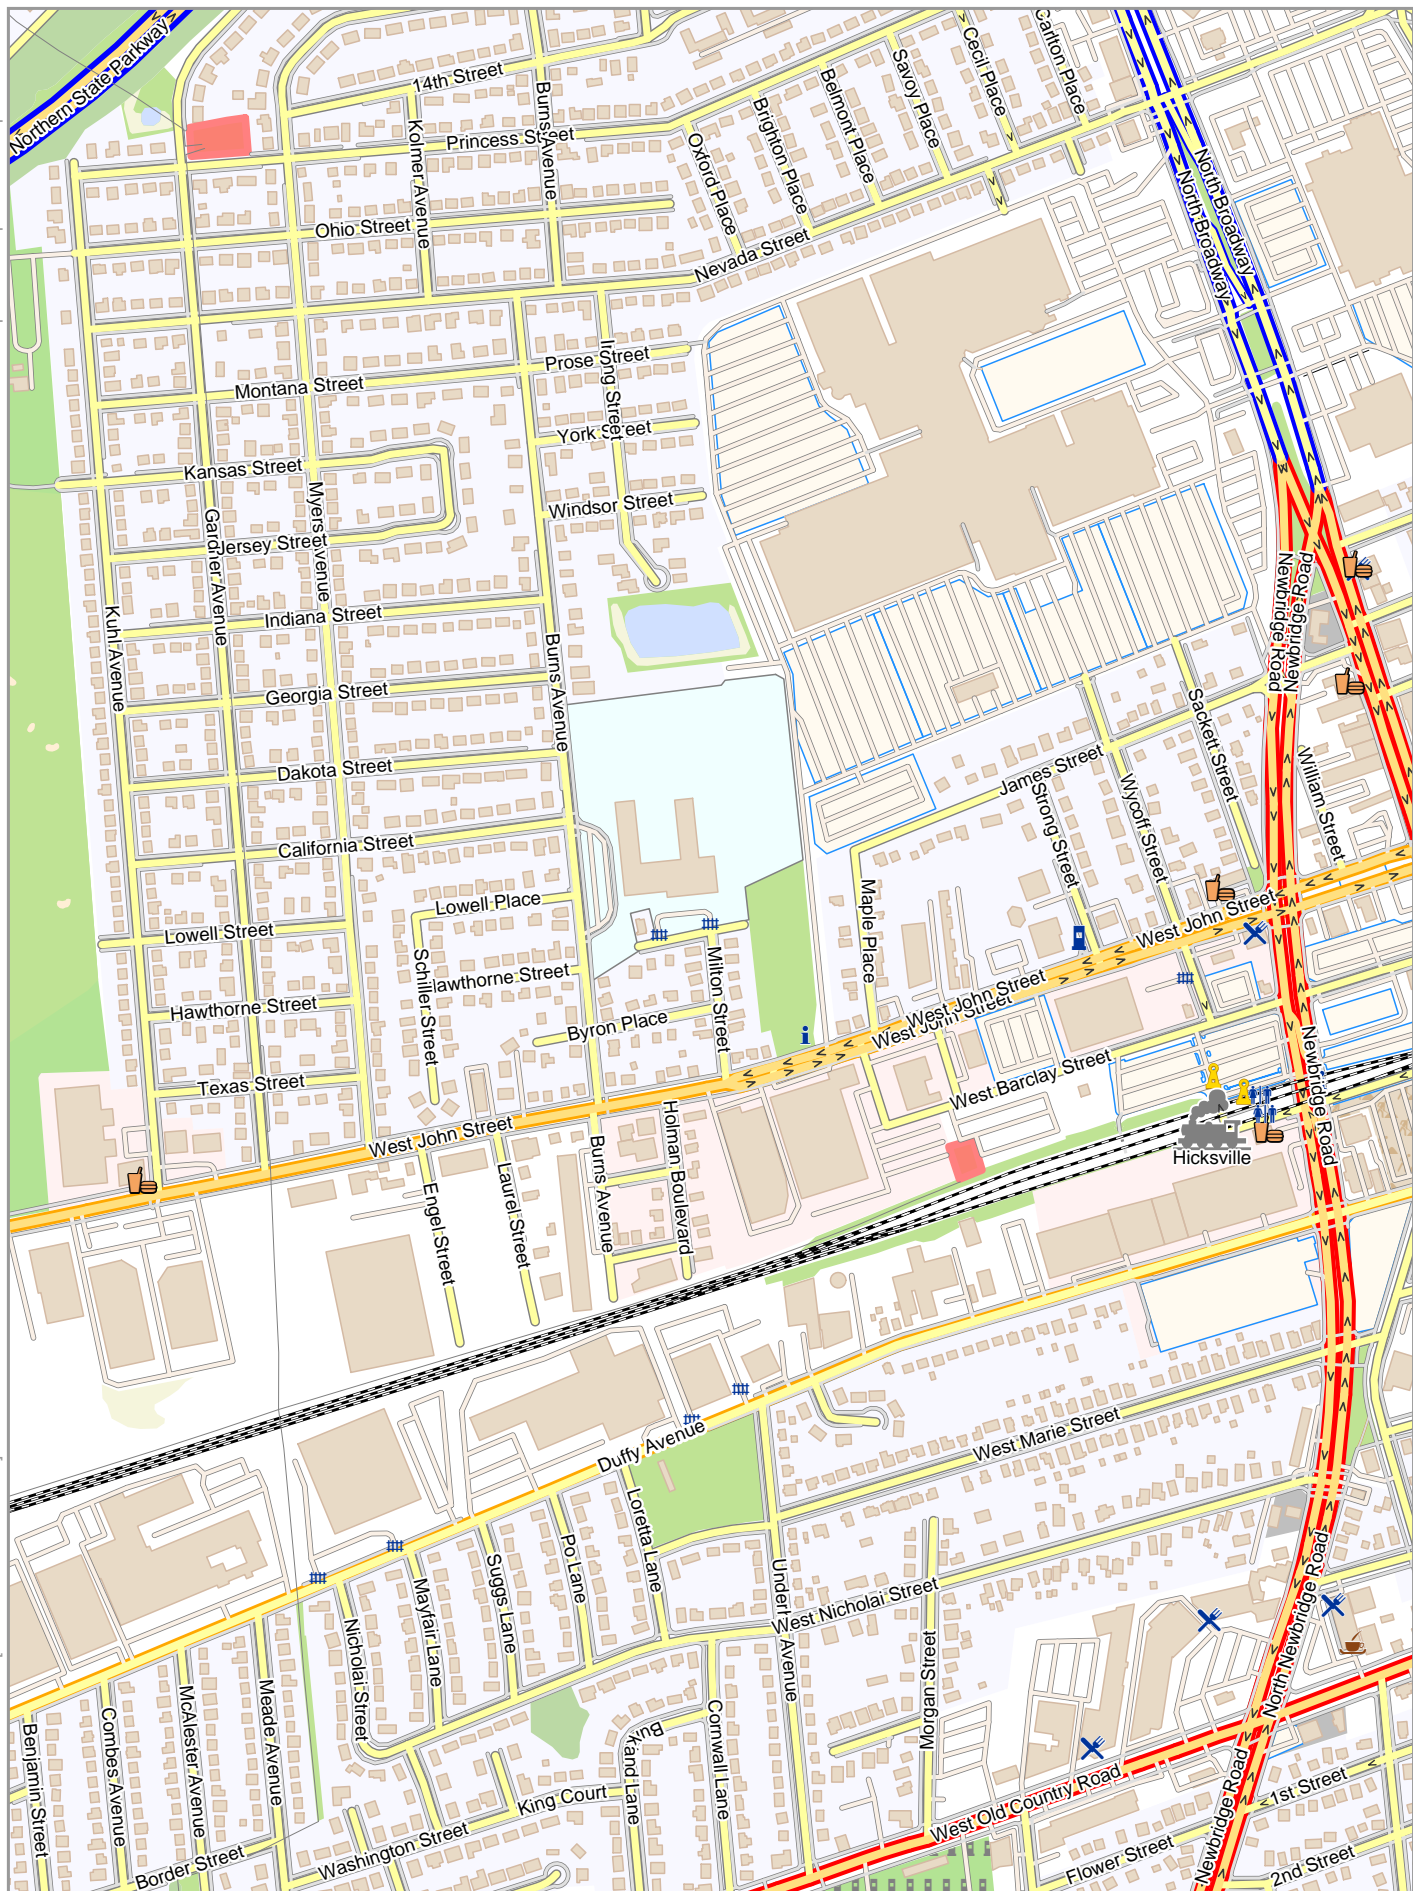 Northern State Parkway
14th Street
Burns Avenue
Kolmer Avenue
Princess Street
Oxford Place
Brighton Place
Belmont Place
Savoy Place
Cecil Place
Carlton Place
North Broadway
North Broadway
Ohio Street
Nevada Street
Prose Street
Irong Street
Montana Street
York Street
Kansas Street
Windsor Street
Myers Avenue
Gardner Avenue
Jersey Street
Newbridge Road
Newbridge Road
Kuhl Avenue
Indiana Street
Burns Avenue
Georgia Street
Sackett Street
Dakota Street
James Street
Strong Street
Wycoff Street
William Street
California Street
Lowell Place
Maple Place
West John Street
Lowell Street
Schiller Street
Hawthorne Street
Milton Street
West John Street
West John Street
Hawthorne Street
Byron Place
West Barclay Street
Newbridge Road
Texas Street
West John Street
Holman Boulevard
Burns Avenue
Laurel Street
Engel Street
Hicksville
Duffy Avenue
West Marie Street
Loretta Lane
Po Lane
Suggs Lane
Mayfair Lane
Nicholai Street
West Nicholai Street
Avenue
Morgan Street
North Newbridge Road
Meade Avenue
McAlester Avenue
Combes Avenue
Benjamin Street
Cornwall Lane
King Court
Washington Street
Border Street
West Old Country Road
Newbridge Road
Flower Street
1st Street
2nd Street